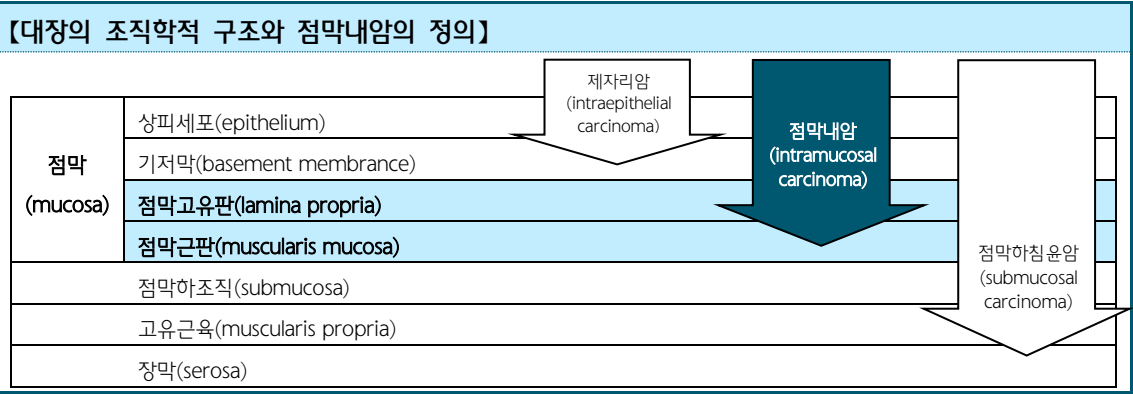 【대장의 조직학적 구조와 점막내암의 정의】
제자리암
(intraepithelial
carcinoma)
점막내암
(intramucosal
carcinoma)
점막하침윤암
(submucosal
carcinoma)
점막
(mucosa)
상피세포(epithelium)
기저막(basement membrance)
점막고유판(lamina propria)
점막근판(muscularis mucosa)
점막하조직(submucosa)
고유근육(muscularis propria)
장막(serosa)